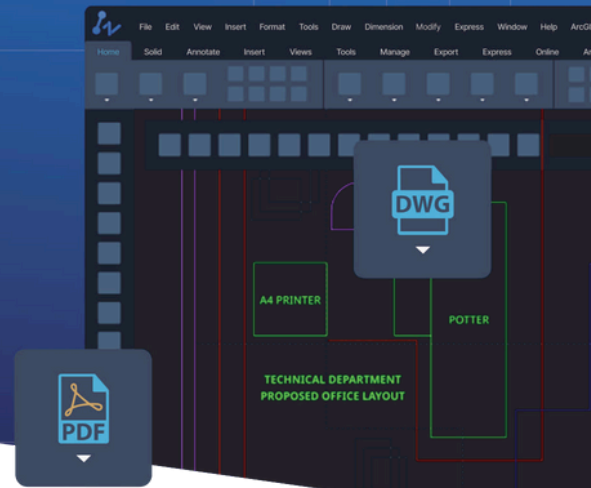 File Edit View Insert Format Tools Draw Dimension Modify Express Window Help ArcGI
Home Solid Annotate Insert Views Tools Manage Export Express Online
DWG
A4 PRINTER
POTTER
TECHNICAL DEPARTMENT
PROPOSED OFFICE LAYOUT
PDF